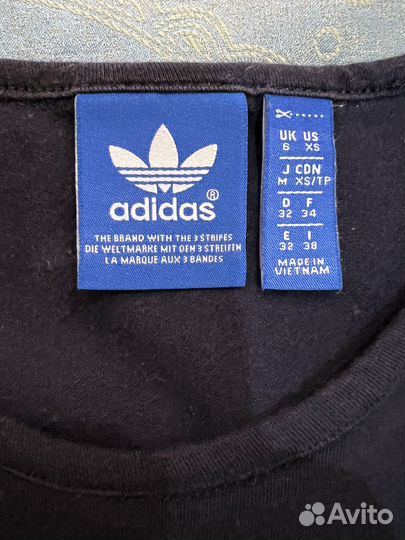 adidas®
THE BRAND WITH THE 3 STRIPES
DIE WELTMARKE MIT DEN 3 STREIFEN
LA MARQUE AUX 3 BANDES
UK US
6 XS
J CDN
M XS/TP
D F
32 34
E I
32 38
MADE IN
VIETNAM
Avito